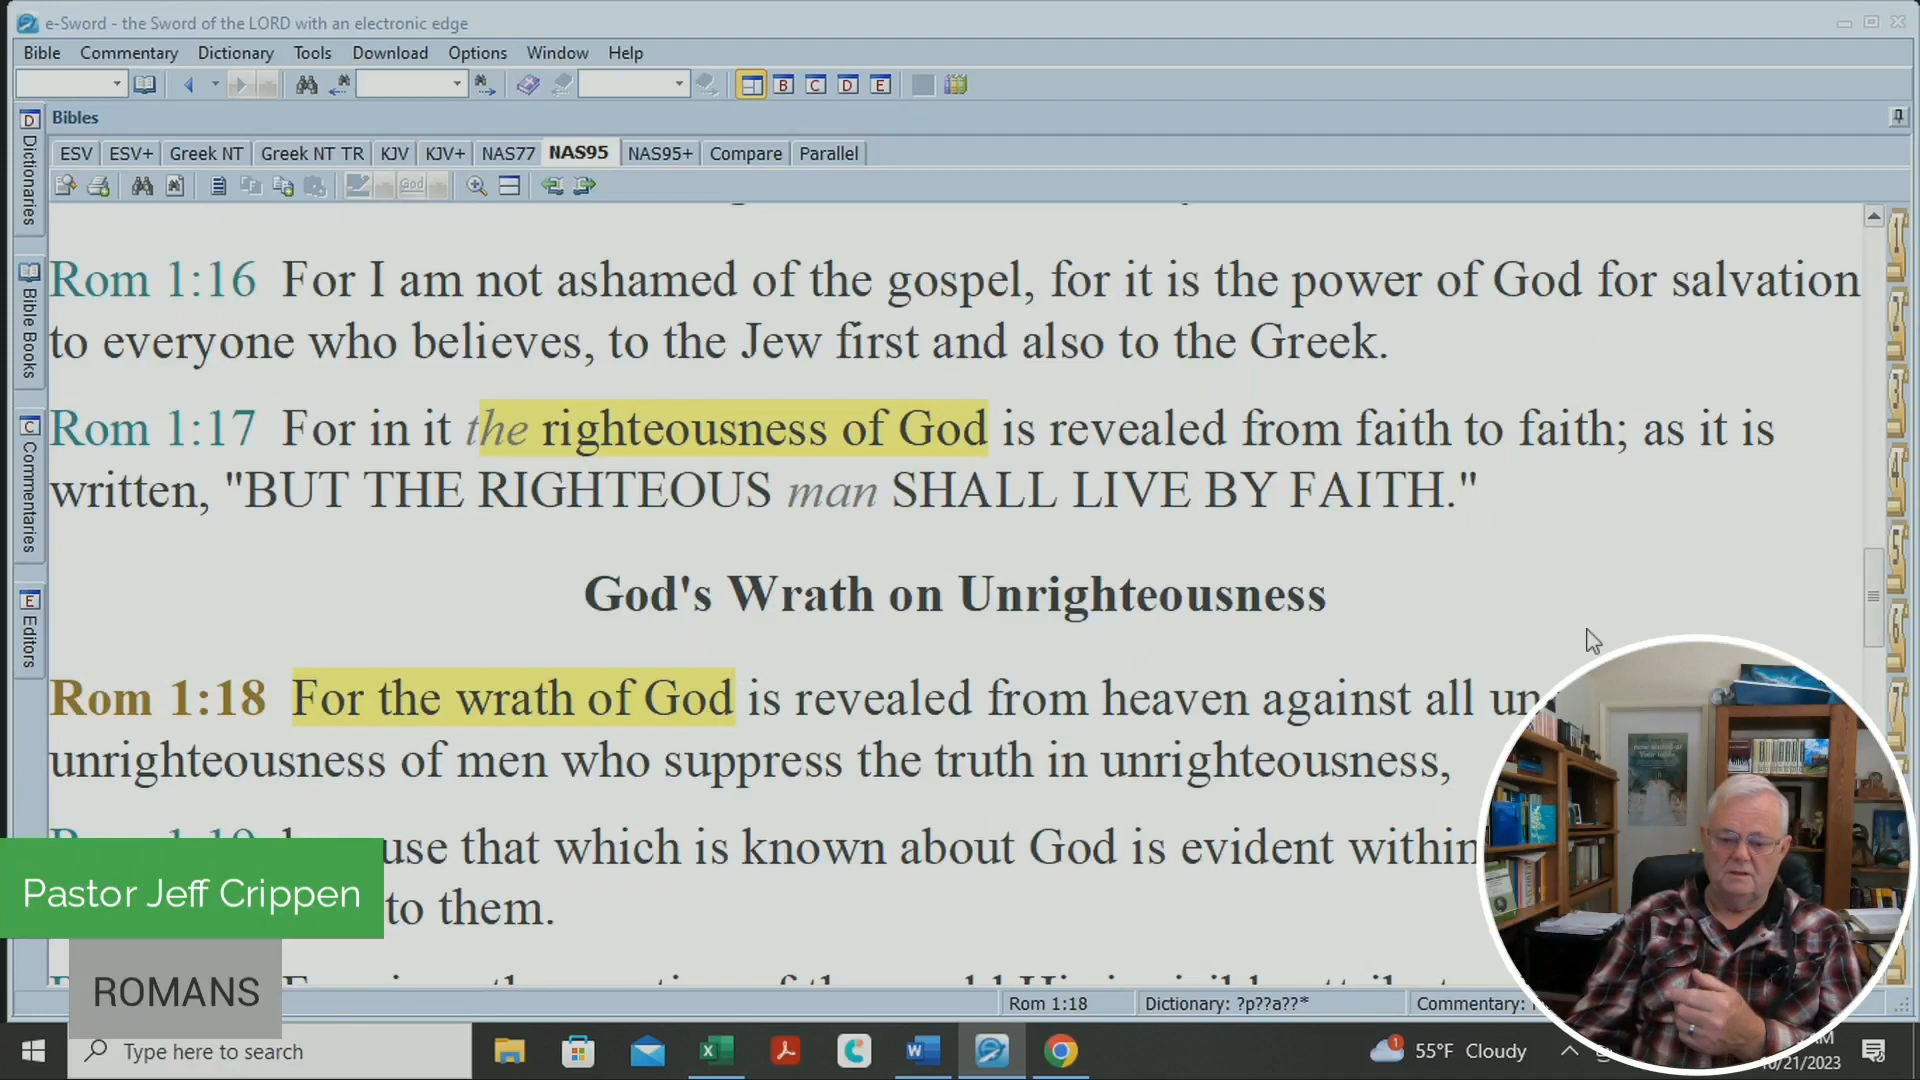 e-Sword - the Sword of the LORD with an electronic edge
Bible Commentary Dictionary Tools Download Options Window Help
B C D E
Bibles
ESV ESV+ Greek NT Greek NT TR KJV KJV+ NAS77 NAS95 NAS95+ Compare Parallel
God
D Dictionaries
Bible Books
C Commentaries
E Editors
Rom 1:16 For I am not ashamed of the gospel, for it is the power of God for salvation
to everyone who believes, to the Jew first and also to the Greek.
Rom 1:17 For in it the righteousness of God is revealed from faith to faith; as it is
written, "BUT THE RIGHTEOUS man SHALL LIVE BY FAITH."
God's Wrath on Unrighteousness
Rom 1:18 For the wrath of God is revealed from heaven against all un
unrighteousness of men who suppress the truth in unrighteousness,
use that which is known about God is evident within
to them.
Pastor Jeff Crippen
ROMANS
Rom 1:18 Dictionary: ?p??a??* Commentary:
Type here to search
1 55°F Cloudy
10/21/2023